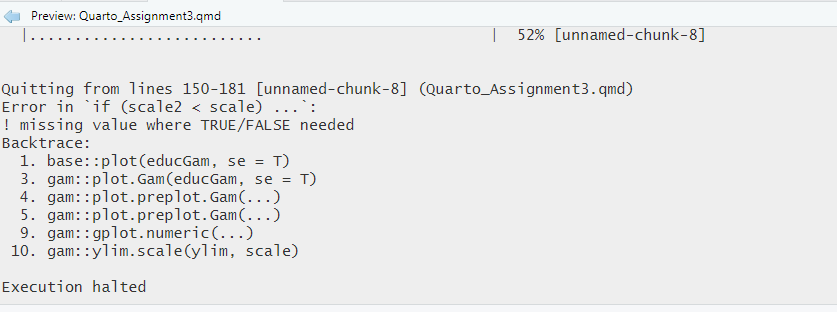 Preview: Quarto_Assignment3.qmd
|.......................... | 52% [unnamed-chunk-8]
Quitting from lines 150-181 [unnamed-chunk-8] (Quarto_Assignment3.qmd)
Error in `if (scale2 < scale) ...`:
! missing value where TRUE/FALSE needed
Backtrace:
1. base::plot(educGam, se = T)
3. gam::plot.Gam(educGam, se = T)
4. gam::plot.preplot.Gam(...)
5. gam::plot.preplot.Gam(...)
9. gam::gplot.numeric(...)
10. gam::ylim.scale(ylim, scale)
Execution halted